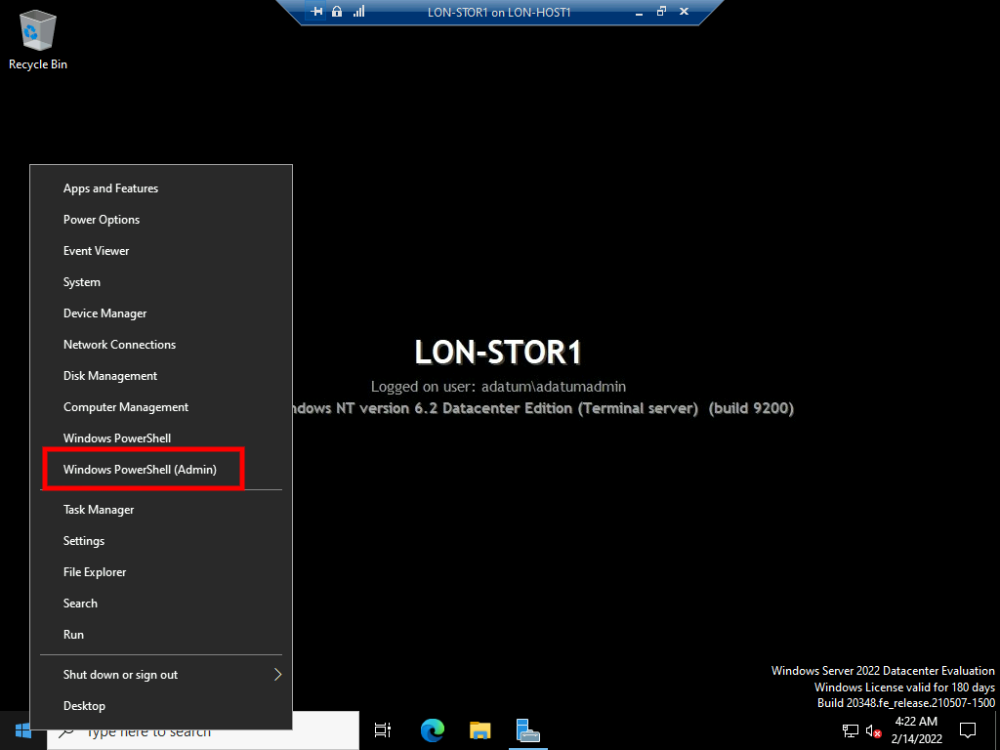 LON-STOR1 on LON-HOST1
Recycle Bin
Apps and Features
Power Options
Event Viewer
System
Device Manager
Network Connections
Disk Management
Computer Management
Windows PowerShell
Windows PowerShell (Admin)
Task Manager
Settings
File Explorer
Search
Run
Shut down or sign out
Desktop
LON-STOR1
Logged on user: adatum\adatumadmin
ndows NT version 6.2 Datacenter Edition (Terminal server) (build 9200)
Windows Server 2022 Datacenter Evaluation
Windows License valid for 180 days
Build 20348.fe_release.210507-1500
Type here to search
4:22 AM
2/14/2022